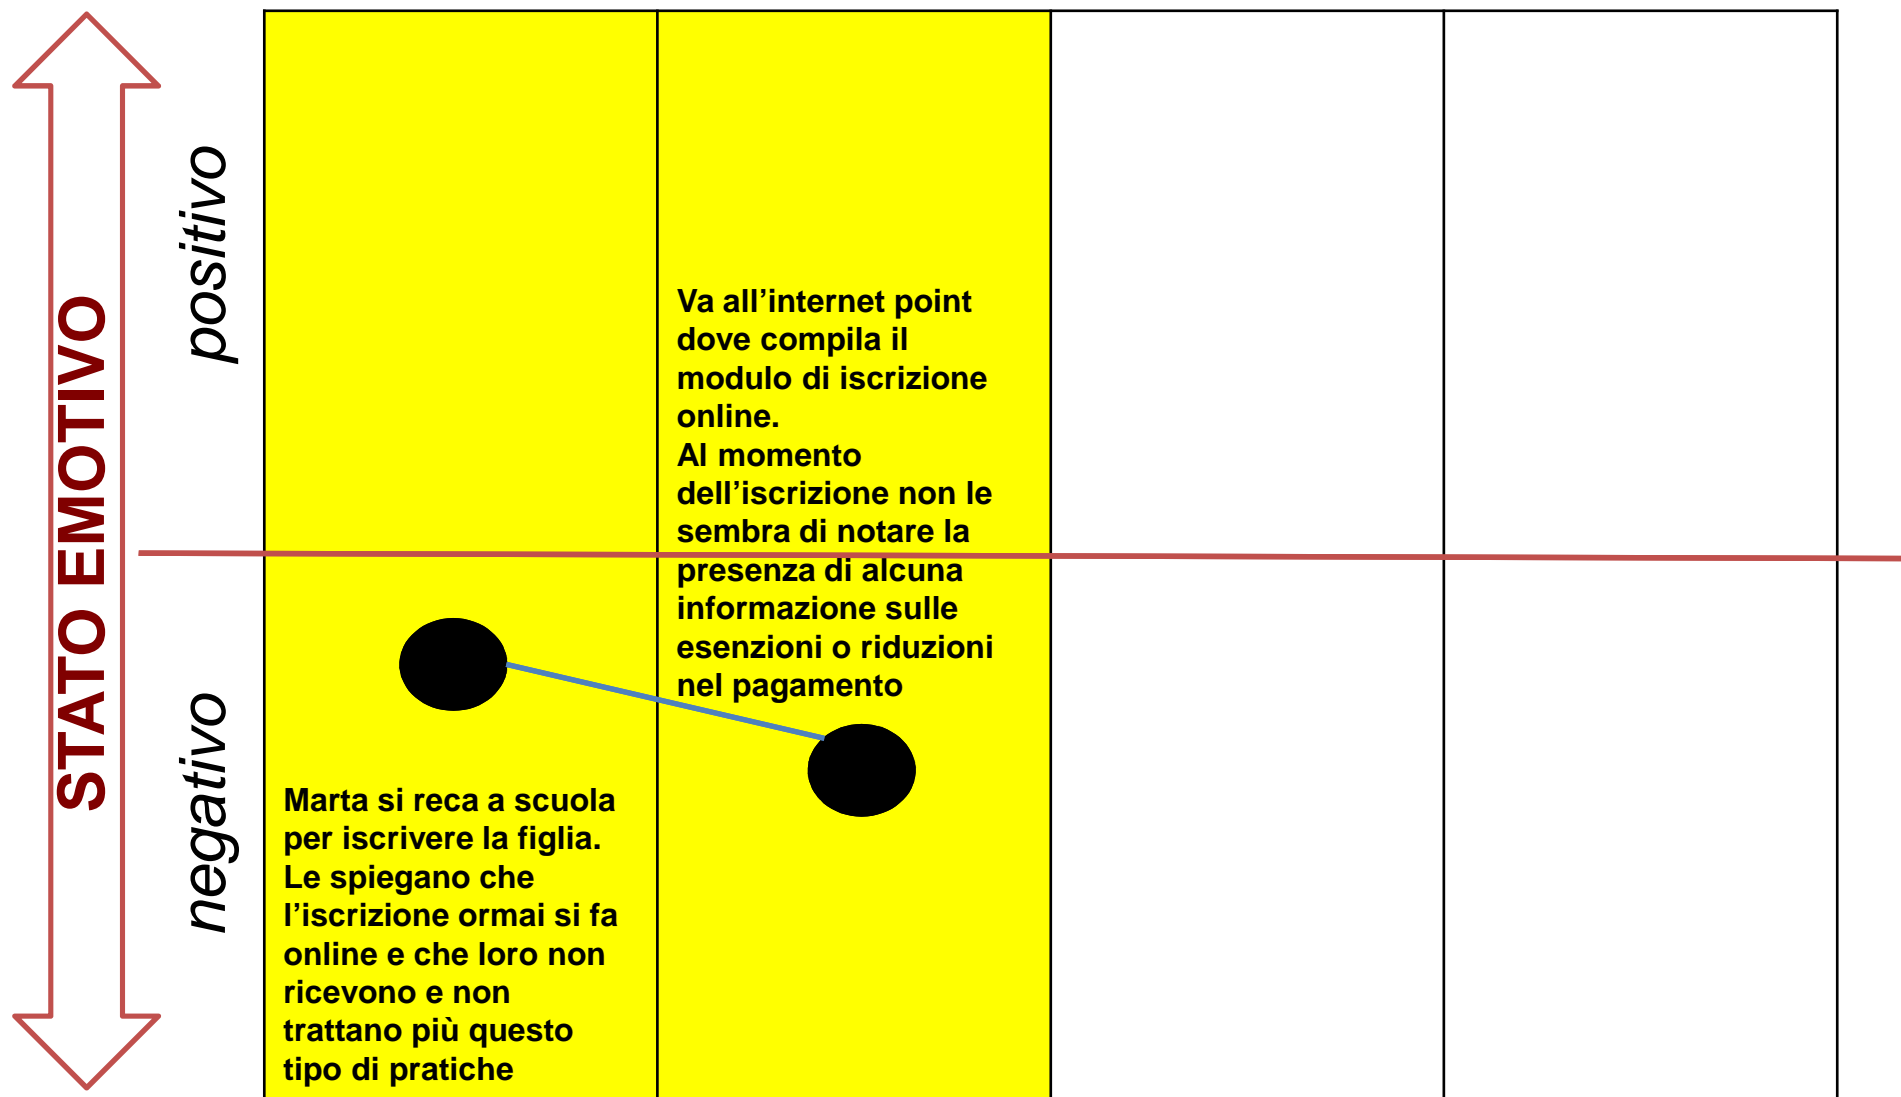 STATO EMOTIVO
positivo
negativo
Marta si reca a scuola
per iscrivere la figlia.
Le spiegano che
l’iscrizione ormai si fa
online e che loro non
ricevono e non
trattano più questo
tipo di pratiche
Va all’internet point
dove compila il
modulo di iscrizione
online.
Al momento
dell’iscrizione non le
sembra di notare la
presenza di alcuna
informazione sulle
esenzioni o riduzioni
nel pagamento